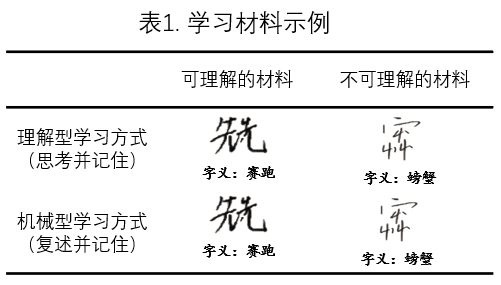 表1. 学习材料示例
可理解的材料 不可理解的材料
理解型学习方式
（思考并记住）
兟
字义：赛跑 字义：螃蟹
机械型学习方式
（复述并记住）
兟
字义：赛跑 字义：螃蟹